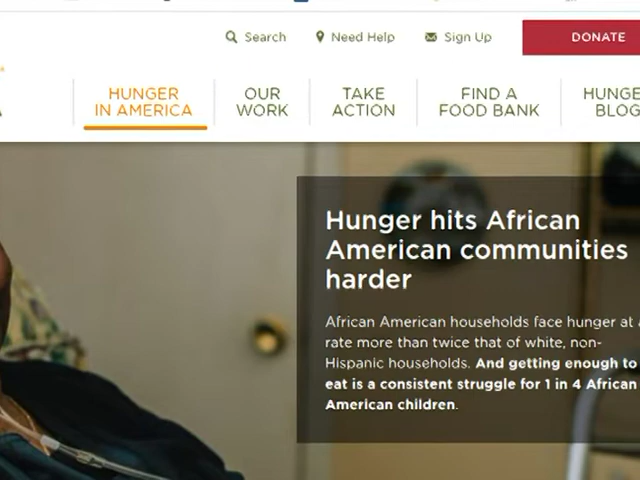 Search Need Help Sign Up DONATE
HUNGER IN AMERICA
OUR WORK
TAKE ACTION
FIND A FOOD BANK
BLOG
Hunger hits African
American communities
harder
African American households face hunger at
rate more than twice that of white, non-
Hispanic households. And getting enough to
eat is a consistent struggle for 1 in 4 African
American children.